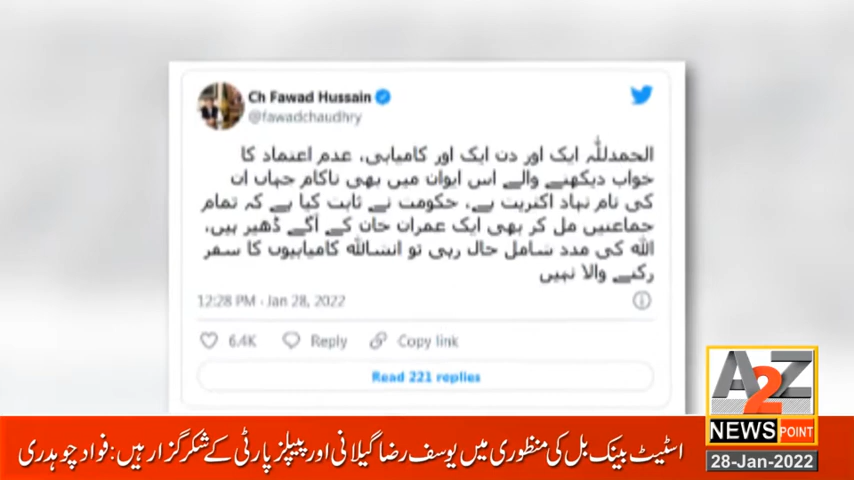 Ch Fawad Hussain
@fawadchaudhry
الحمدللّٰہ ایک اور دن ایک اور کامیابی، عدم اعتماد کا
خواب دیکھنے والے اس ایوان میں بھی ناکام جہاں ان
کی نام نہاد اکثریت ہے، حکومت نے ثابت کیا ہے کہ تمام
جماعتیں مل کر بھی ایک عمران خان کے آگے ڈھیر ہیں،
اللہ کی مدد شامل حال رہی تو انشاللہ کامیابیوں کا سفر
رکنے والا نہیں
12:28 PM · Jan 28, 2022
6.4K Reply Copy link
Read 221 replies
A2Z
NEWS POINT
اسٹیٹ بینک بل کی منظوری میں یوسف رضا گیلانی اور پیپلز پارٹی کے شکر گزار ہیں: فواد چوہدری
28-Jan-2022